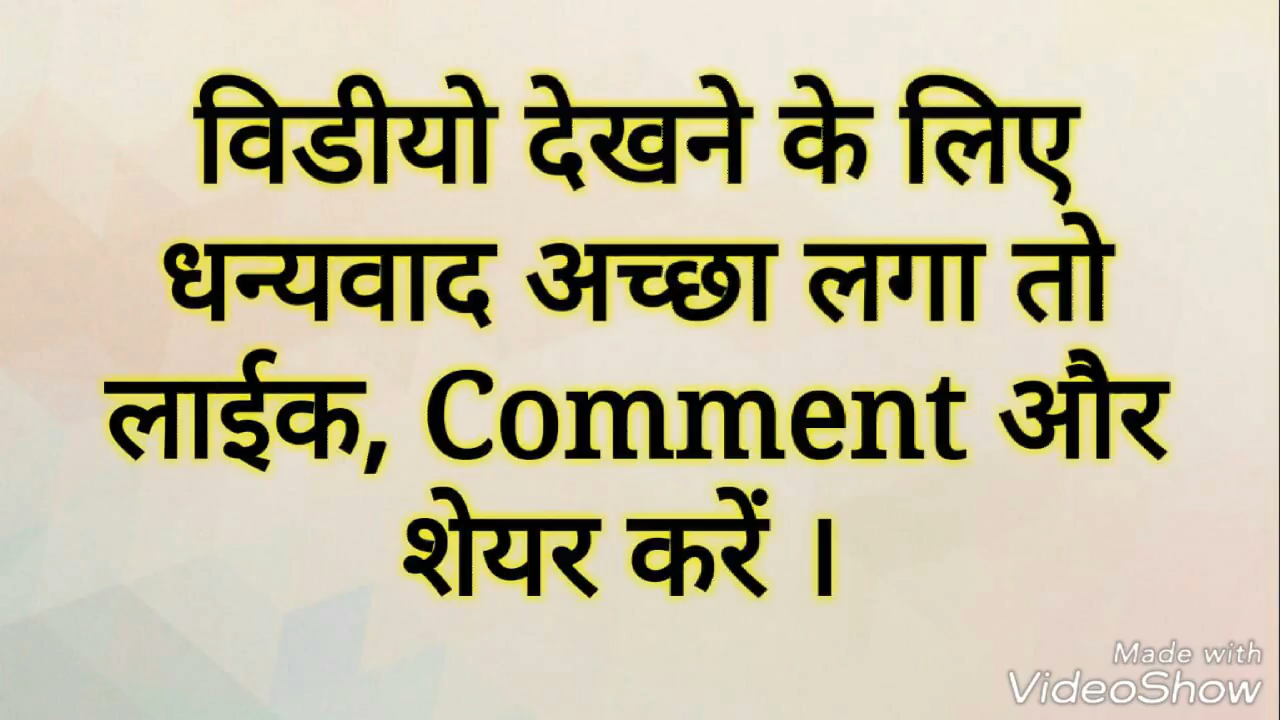 विडीयो देखने के लिए
धन्यवाद अच्छा लगा तो
लाईक, Comment और
शेयर करें ।
Made with
VideoShow